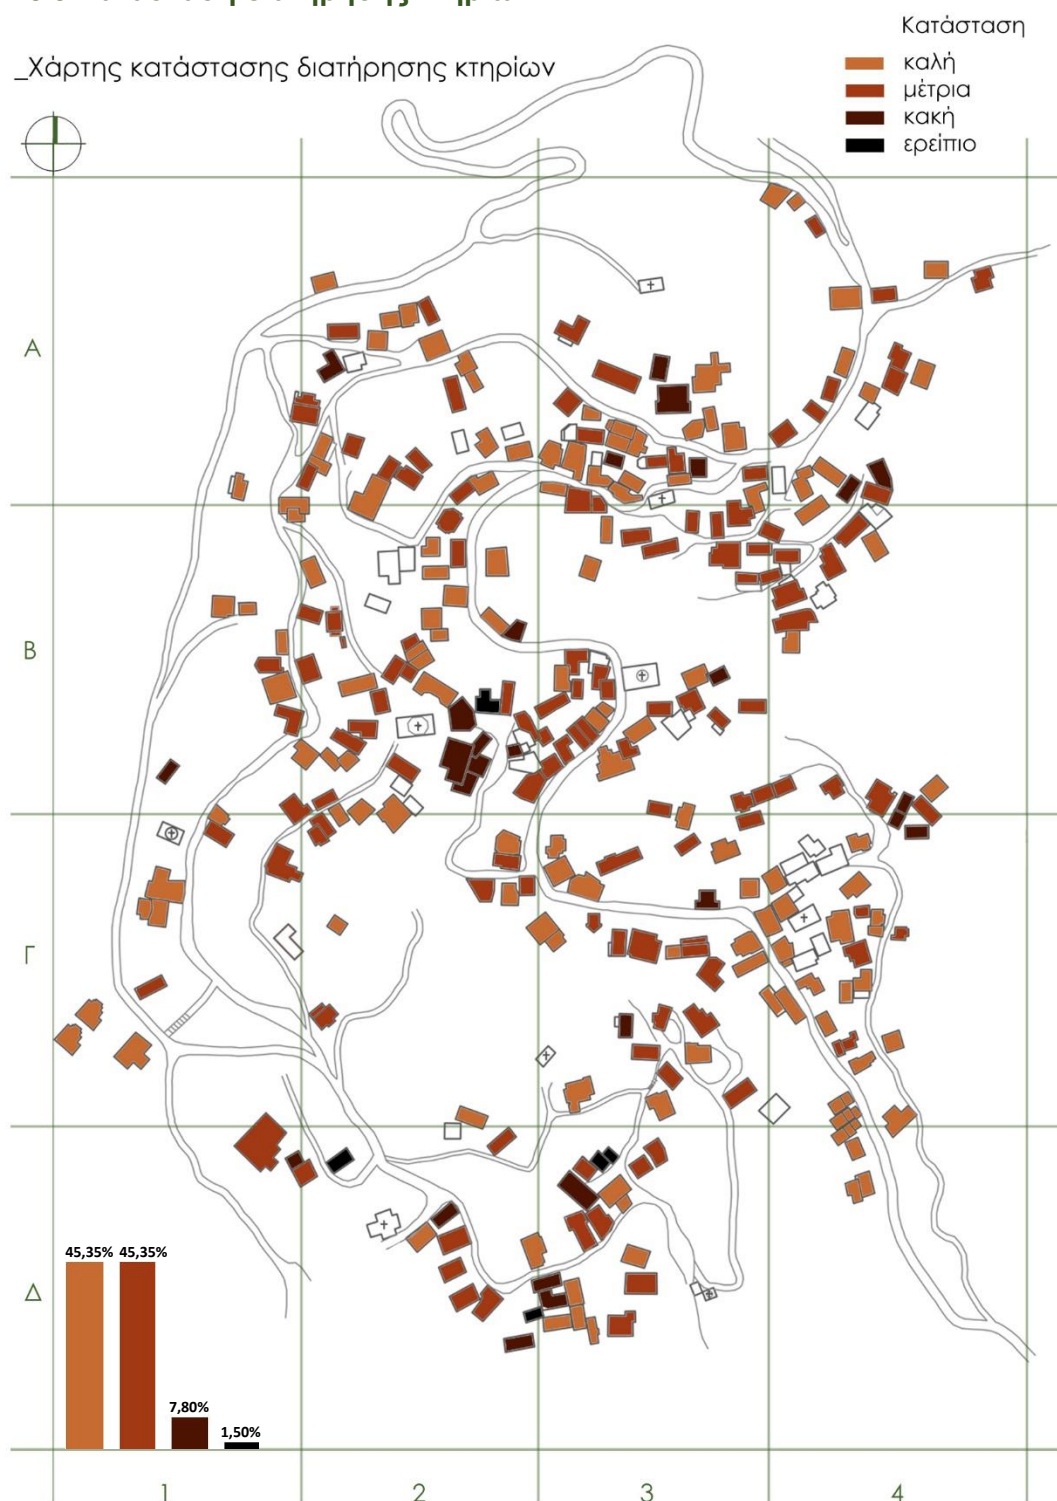 Κατάσταση
_Χάρτης κατάστασης διατήρησης κτηρίων
καλή
μέτρια
κακή
ερείπιο
Α
Β
Γ
Δ
45,35% 45,35%
7,80%
1,50%
1 2 3 4